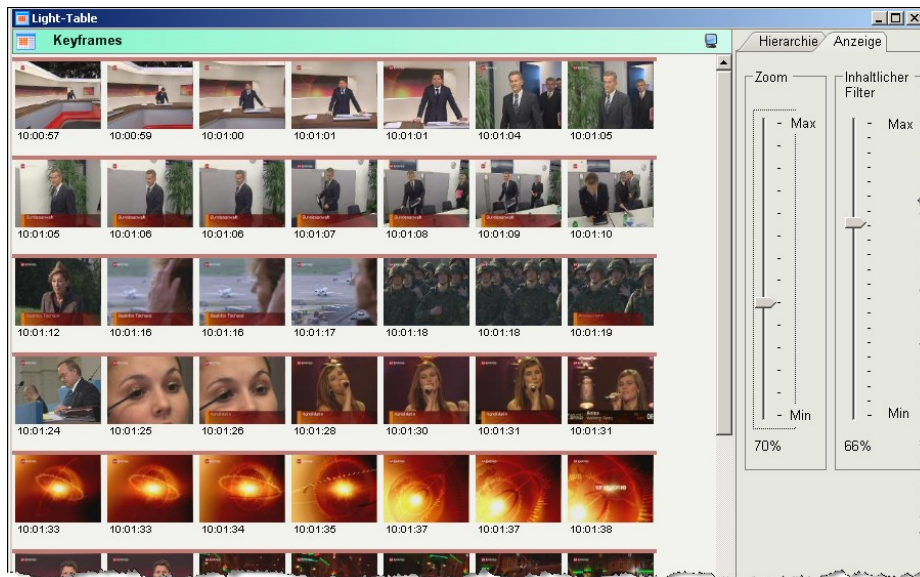 Light-Table
Keyframes
Hierarchie Anzeige
Zoom
Inhaltlicher
Filter
Max Max
Min Min
70% 66%
10:00:57 10:00:59 10:01:00 10:01:01 10:01:01 10:01:04 10:01:05
10:01:05 10:01:06 10:01:06 10:01:07 10:01:08 10:01:09 10:01:10
10:01:12 10:01:16 10:01:16 10:01:17 10:01:18 10:01:18 10:01:19
10:01:24 10:01:25 10:01:26 10:01:28 10:01:30 10:01:31 10:01:31
10:01:33 10:01:33 10:01:34 10:01:35 10:01:37 10:01:37 10:01:38